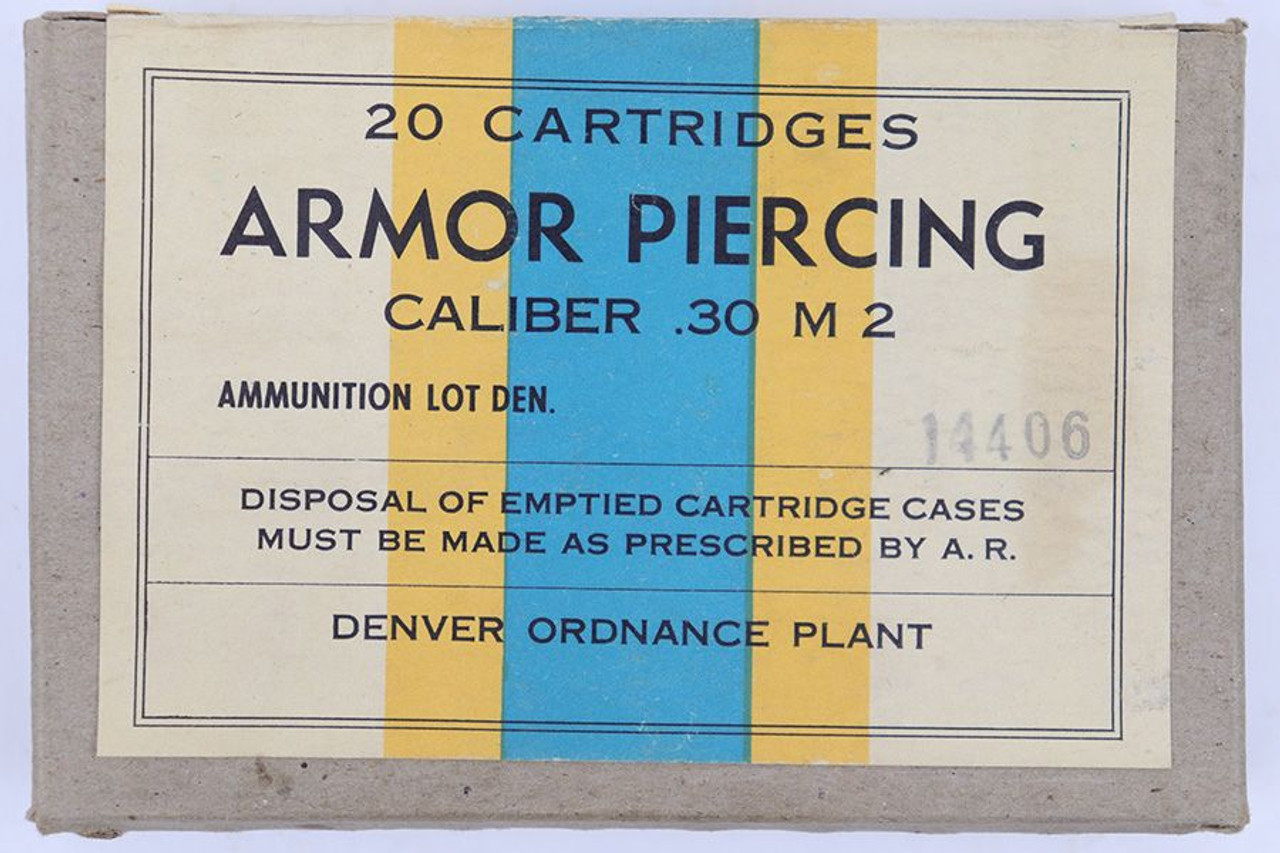 20 CARTRIDGES
ARMOR PIERCING
CALIBER .30 M 2
AMMUNITION LOT DEN.
14406
DISPOSAL OF EMPTIED CARTRIDGE CASES
MUST BE MADE AS PRESCRIBED BY A. R.
DENVER ORDNANCE PLANT